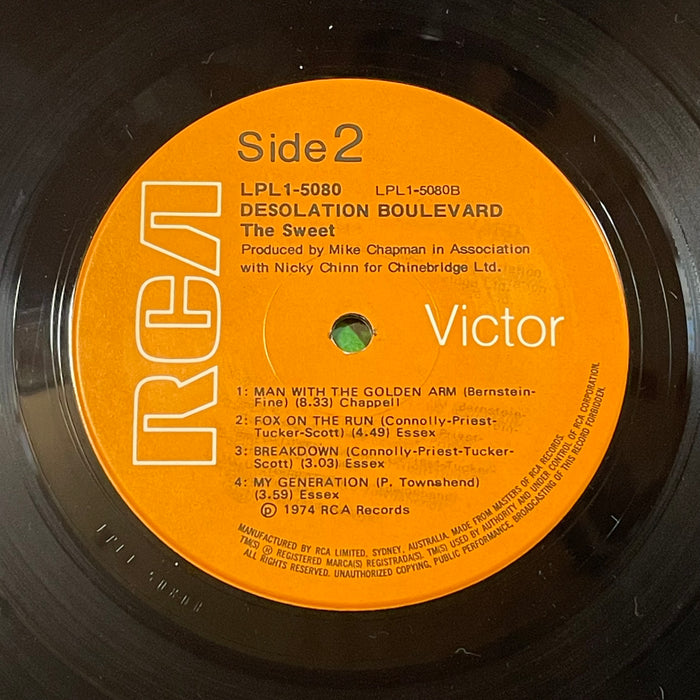 Side 2
LPL1-5080 LPL1-5080B
DESOLATION BOULEVARD
The Sweet
Produced by Mike Chapman in Association
with Nicky Chinn for Chinebridge Ltd.
RCA
Victor
1: MAN WITH THE GOLDEN ARM (Bernstein-
Fine) (8.33) Chappell
2: FOX ON THE RUN (Connolly-Priest-
Tucker-Scott) (4.49) Essex
3: BREAKDOWN (Connolly-Priest-Tucker-
Scott) (3.03) Essex
4: MY GENERATION (P. Townshend)
(3.59) Essex
℗ 1974 RCA Records
MANUFACTURED BY RCA LIMITED, SYDNEY, AUSTRALIA, MADE FROM MASTERS OF RCA RECORDS.
TM(S) ® REGISTERED MARCA(S) REGISTRADA(S). TM(S) USED BY AUTHORITY AND UNDER CONTROL OF RCA CORPORATION.
ALL RIGHTS RESERVED. UNAUTHORIZED COPYING, PUBLIC PERFORMANCE, BROADCASTING OF THIS RECORD FORBIDDEN.